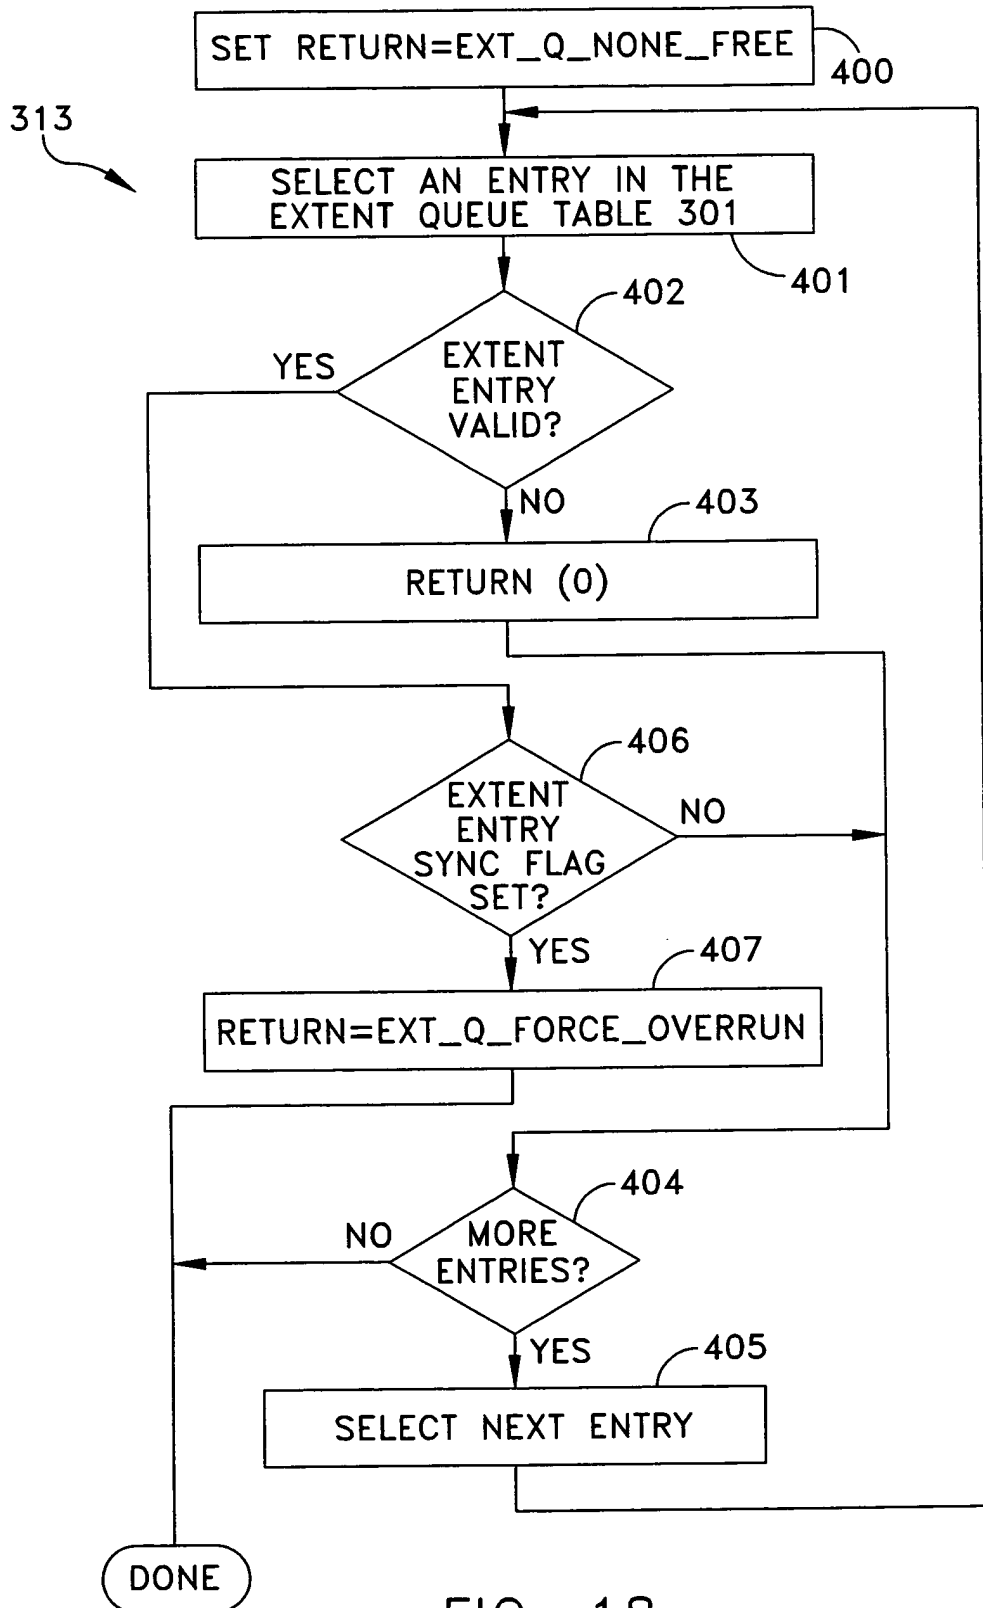 SET RETURN=EXT_Q_NONE_FREE
400
313
SELECT AN ENTRY IN THE
EXTENT QUEUE TABLE 301
401
402
YES
EXTENT
ENTRY
VALID?
NO
403
RETURN (0)
406
EXTENT
ENTRY
SYNC FLAG
SET?
NO
YES
407
RETURN=EXT_Q_FORCE_OVERRUN
404
NO
MORE
ENTRIES?
YES
405
SELECT NEXT ENTRY
DONE